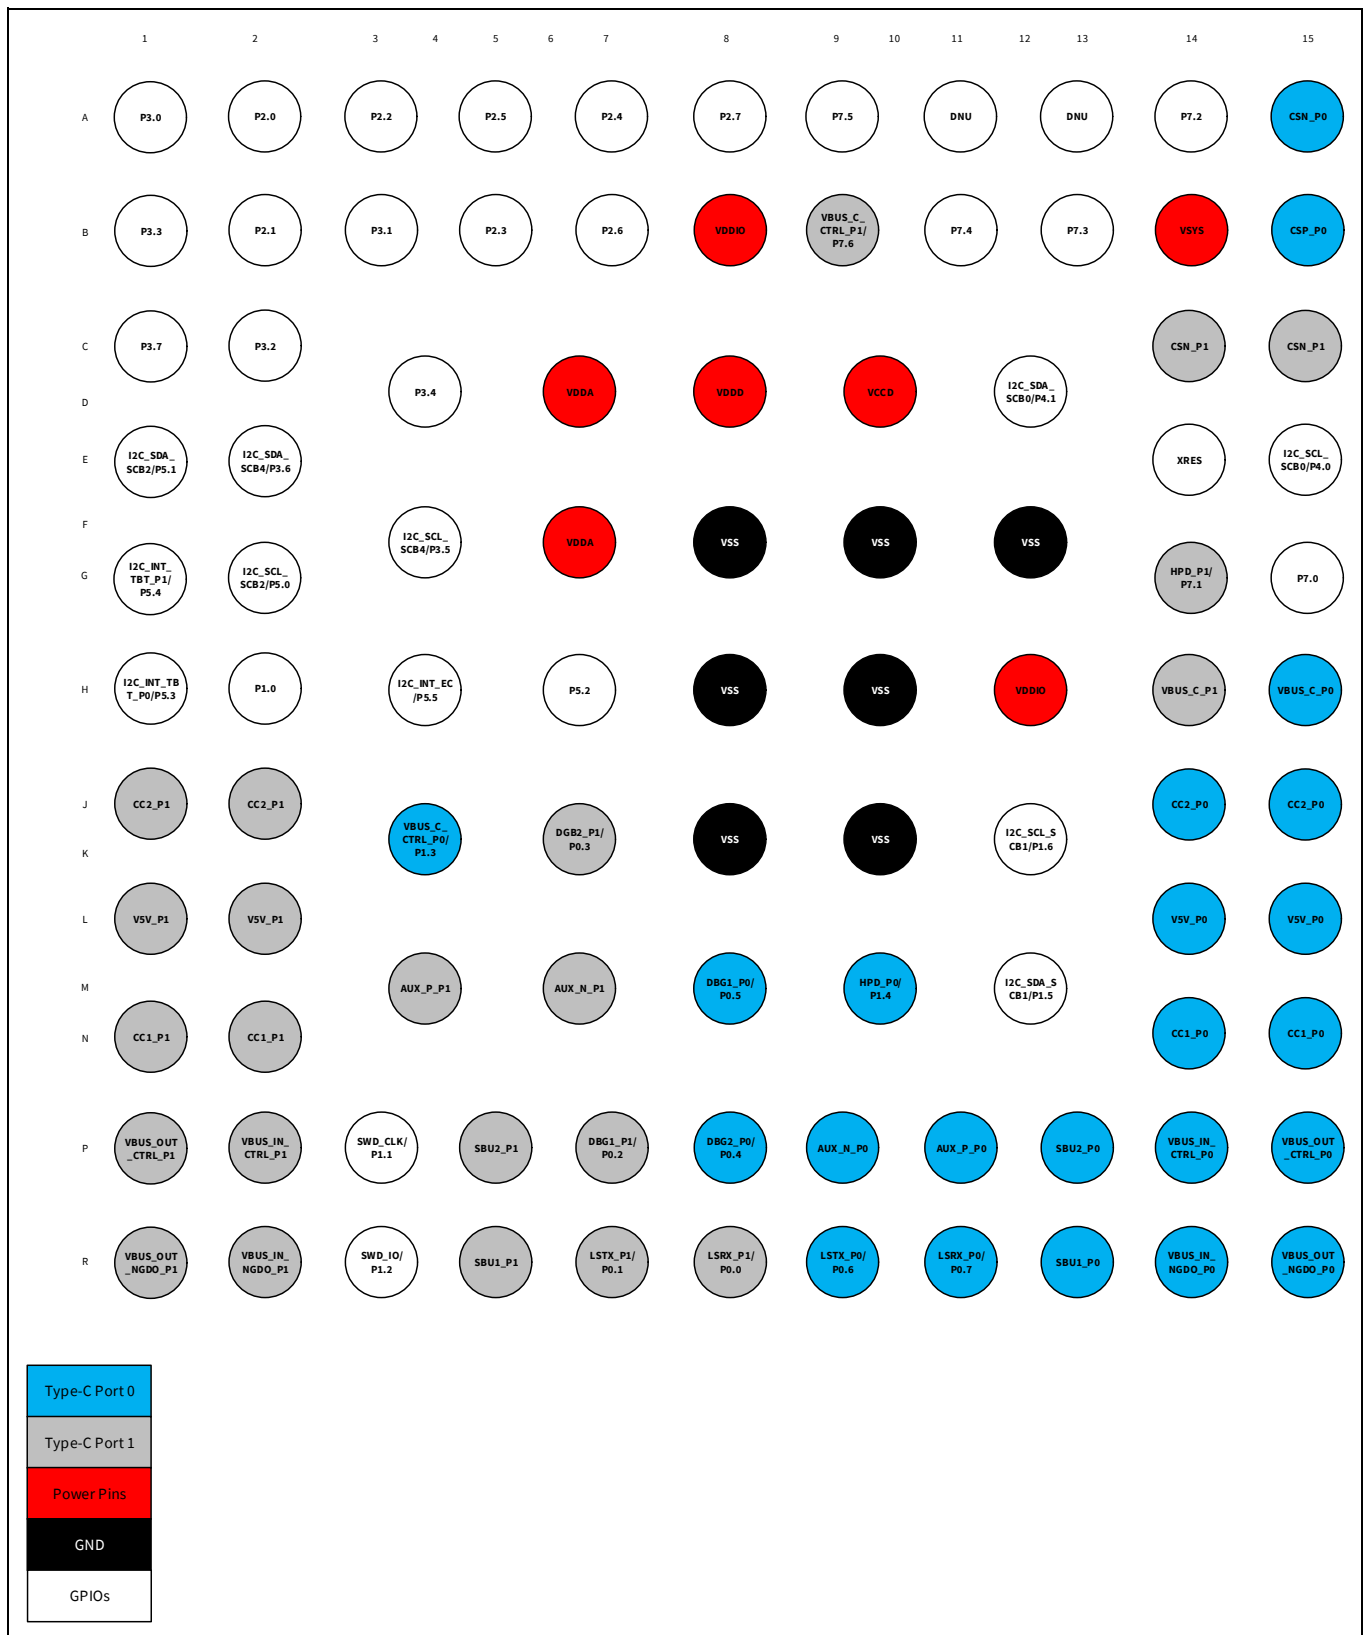 1 2 3 4 5 6 7 8 9 10 11 12 13 14 15
A P3.0 P2.0 P2.2 P2.5 P2.4 P2.7 P7.5 DNU DNU P7.2 CSN_P0
B P3.3 P2.1 P3.1 P2.3 P2.6 VDDIO VBUS_C_ P7.4 P7.3 VSYS CSP_P0
CTRL_P1/
P7.6
C P3.7 P3.2 CSN_P1 CSN_P1
D P3.4 VDDA VDDD VCCD I2C_SDA_
SCB0/P4.1
E I2C_SDA_ I2C_SDA_ XRES I2C_SCL_
SCB2/P5.1 SCB4/P3.6 SCB0/P4.0
F I2C_SCL_ VDDA VSS VSS VSS
SCB4/P3.5
G I2C_INT_ I2C_SCL_ HPD_P1/ P7.0
TBT_P1/ SCB2/P5.0 P7.1
P5.4
H I2C_INT_TB P1.0 I2C_INT_EC P5.2 VSS VSS VDDIO VBUS_C_P1 VBUS_C_P0
T_P0/P5.3 /P5.5
J CC2_P1 CC2_P1 CC2_P0 CC2_P0
K VBUS_C_ DGB2_P1/ VSS VSS I2C_SCL_S
CTRL_P0/ P0.3 CB1/P1.6
P1.3
L V5V_P1 V5V_P1 V5V_P0 V5V_P0
M AUX_P_P1 AUX_N_P1 DBG1_P0/ HPD_P0/ I2C_SDA_S
P0.5 P1.4 CB1/P1.5
N CC1_P1 CC1_P1 CC1_P0 CC1_P0
P VBUS_OUT VBUS_IN_ SWD_CLK/ SBU2_P1 DBG1_P1/ DBG2_P0/ AUX_N_P0 AUX_P_P0 SBU2_P0 VBUS_IN_ VBUS_OUT
_CTRL_P1 CTRL_P1 P1.1 P0.2 P0.4 CTRL_P0 _CTRL_P0
R VBUS_OUT VBUS_IN_ SWD_IO/ SBU1_P1 LSTX_P1/ LSRX_P1/ LSTX_P0/ LSRX_P0/ SBU1_P0 VBUS_IN_ VBUS_OUT
_NGDO_P1 NGDO_P1 P1.2 P0.1 P0.0 P0.6 P0.7 NGDO_P0 _NGDO_P0
Type-C Port 0
Type-C Port 1
Power Pins
GND
GPIOs